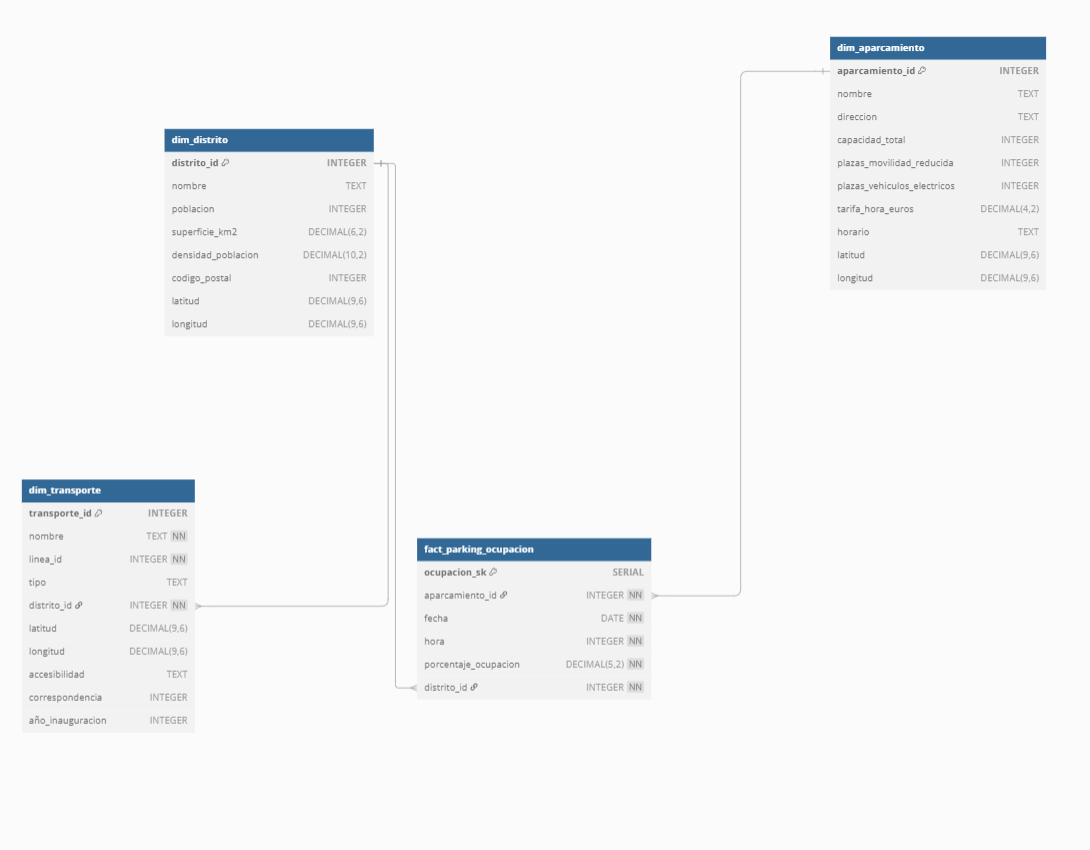 dim_aparcamiento
aparcamiento_id INTEGER
nombre TEXT
direccion TEXT
capacidad_total INTEGER
plazas_movilidad_reducida INTEGER
plazas_vehiculos_electricos INTEGER
tarifa_hora_euros DECIMAL(4,2)
horario TEXT
latitud DECIMAL(9,6)
longitud DECIMAL(9,6)
dim_distrito
distrito_id INTEGER
nombre TEXT
poblacion INTEGER
superficie_km2 DECIMAL(6,2)
densidad_poblacion DECIMAL(10,2)
codigo_postal INTEGER
latitud DECIMAL(9,6)
longitud DECIMAL(9,6)
dim_transporte
transporte_id INTEGER
nombre TEXT NN
linea_id INTEGER NN
tipo TEXT
distrito_id INTEGER NN
latitud DECIMAL(9,6)
longitud DECIMAL(9,6)
accesibilidad TEXT
correspondencia INTEGER
año_inauguracion INTEGER
fact_parking_ocupacion
ocupacion_sk SERIAL
aparcamiento_id INTEGER NN
fecha DATE NN
hora INTEGER NN
porcentaje_ocupacion DECIMAL(5,2) NN
distrito_id INTEGER NN